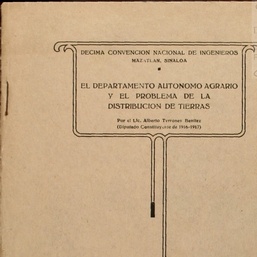 DECIMA CONVENCION NACIONAL DE INGENIEROS
MAZATLAN, SINALOA
EL DEPARTAMENTO AUTONOMO AGRARIO
Y EL PROBLEMA DE LA
DISTRIBUCION DE TIERRAS
Por el Lic. Alberto Terrones Benítez
(Diputado Constituyente de 1916-1917)